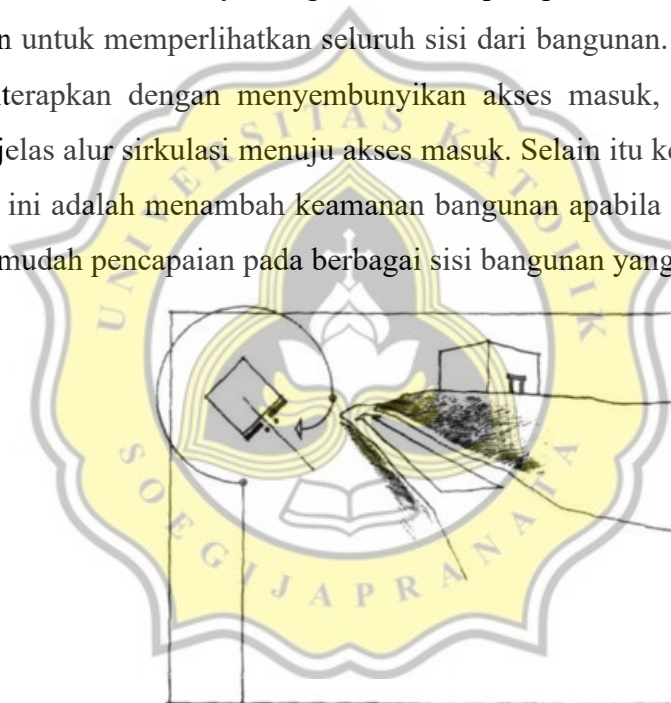 n untuk memperlihatkan seluruh sisi dari bangunan.
terapkan dengan menyembunyikan akses masuk,
jelas alur sirkulasi menuju akses masuk. Selain itu k
ini adalah menambah keamanan bangunan apabila
mudah pencapaian pada berbagai sisi bangunan yang
UNIVERSITAS KATOLIK
SOEGIJAPRANATA